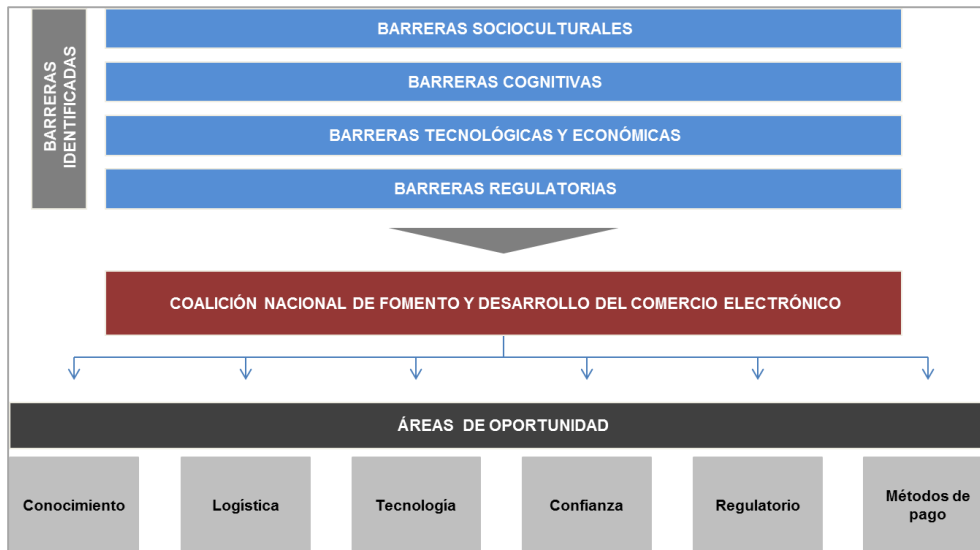 BARRERAS
IDENTIFICADAS
BARRERAS SOCIOCULTURALES
BARRERAS COGNITIVAS
BARRERAS TECNOLÓGICAS Y ECONÓMICAS
BARRERAS REGULATORIAS
COALICIÓN NACIONAL DE FOMENTO Y DESARROLLO DEL COMERCIO ELECTRÓNICO
ÁREAS DE OPORTUNIDAD
Conocimiento
Logística
Tecnología
Confianza
Regulatorio
Métodos de
pago